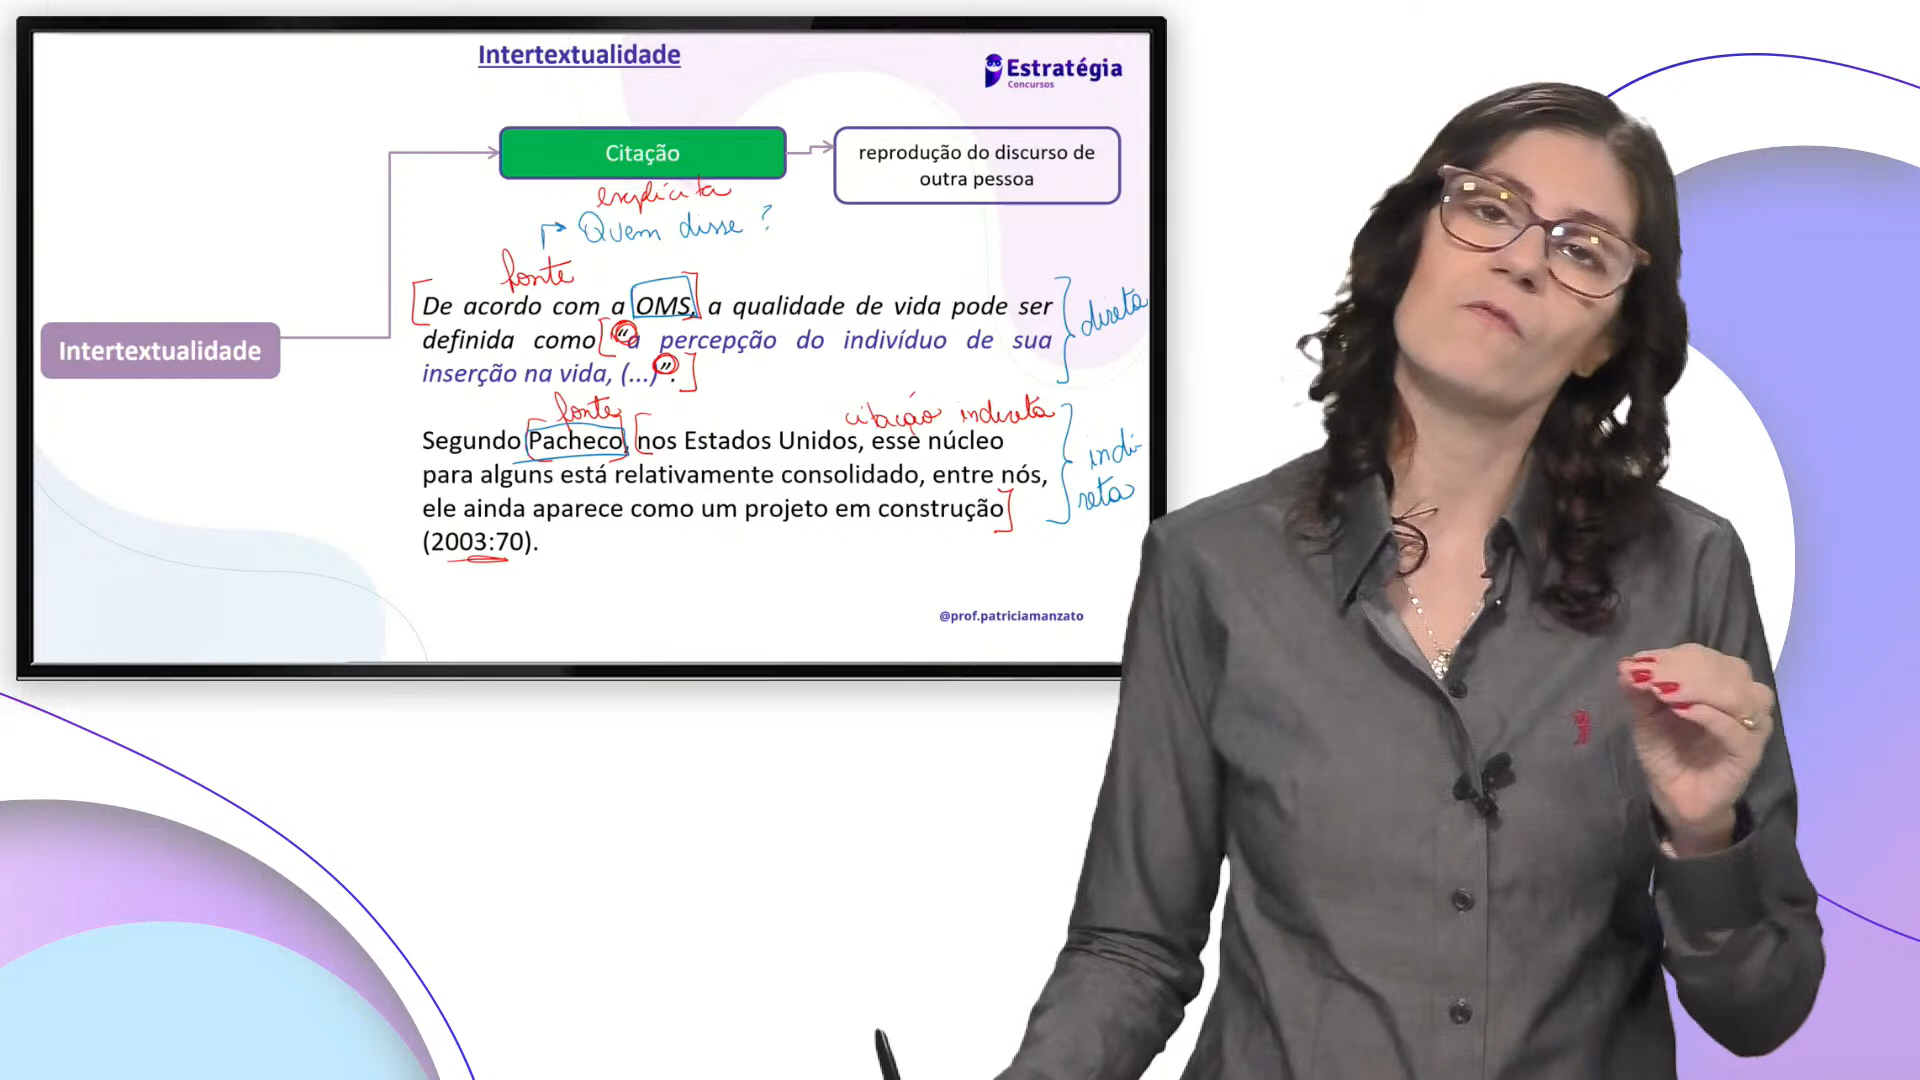 Intertextualidade
Estratégia
Concursos
Citação
reprodução do discurso de
outra pessoa
explícita
Quem disse ?
fonte
De acordo com a OMS, a qualidade de vida pode ser
definida como “a percepção do indivíduo de sua
inserção na vida, (...)”.
direta
Intertextualidade
fonte
citação indireta
Segundo Pacheco, nos Estados Unidos, esse núcleo
para alguns está relativamente consolidado, entre nós,
ele ainda aparece como um projeto em construção
(2003:70).
indi-
reta
@prof.patriciamanzato